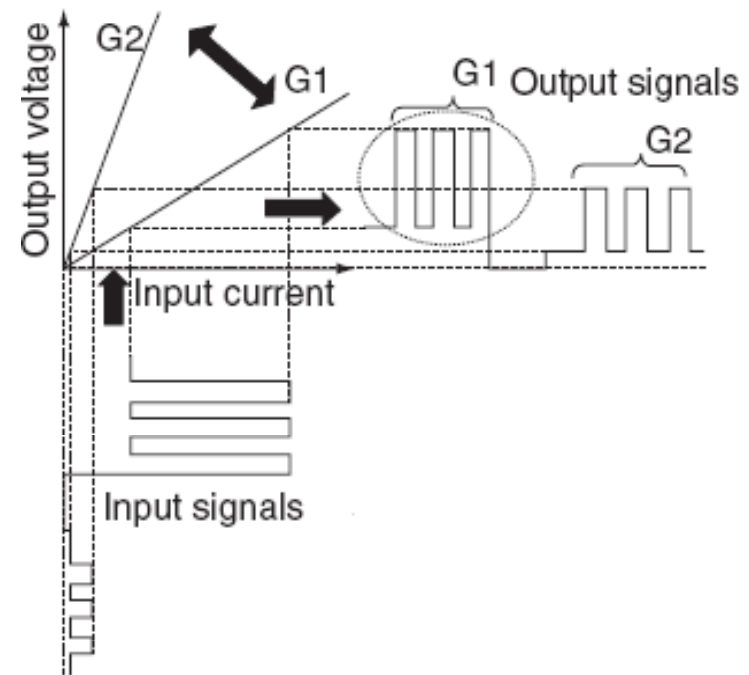 Output voltage
G2
G1
G1
Output signals
G2
Input current
Input signals